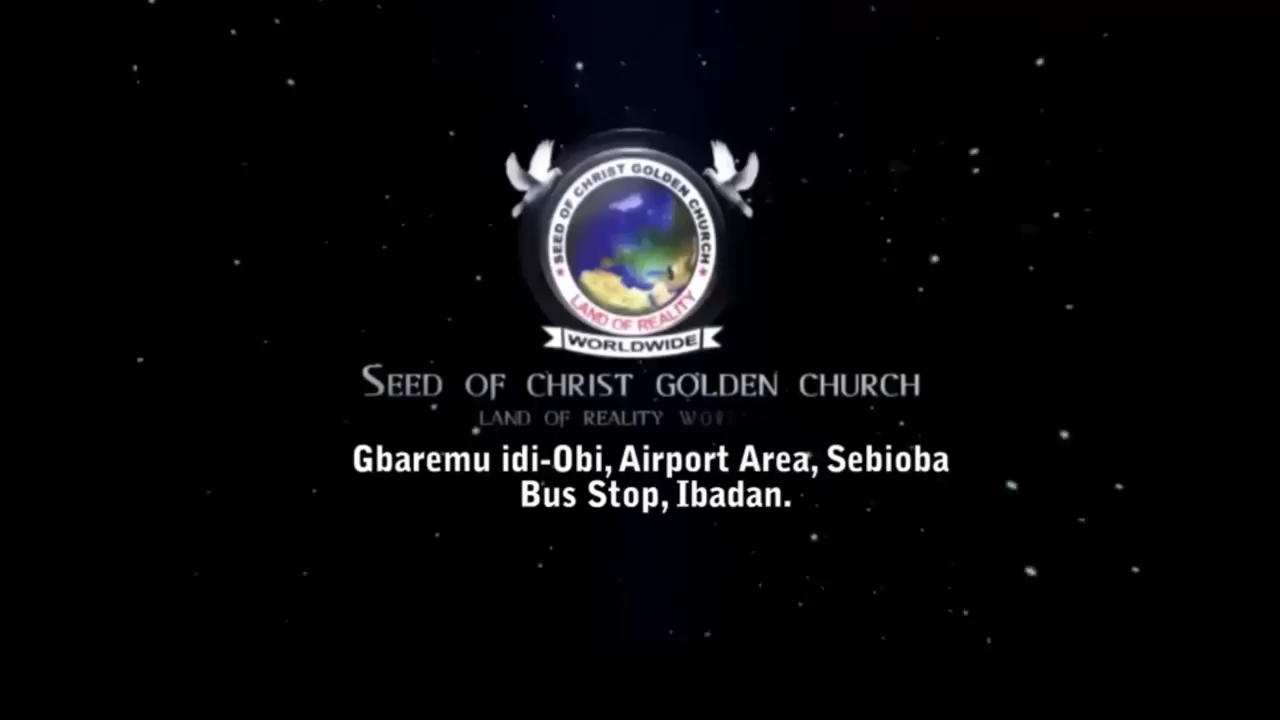 SEED OF CHRIST GOLDEN CHURCH
LAND OF REALITY
WORLDWIDE
SEED OF CHRIST GOLDEN CHURCH
LAND OF REALITY
Gbaremu idi-Obi, Airport Area, Sebioba
Bus Stop, Ibadan.